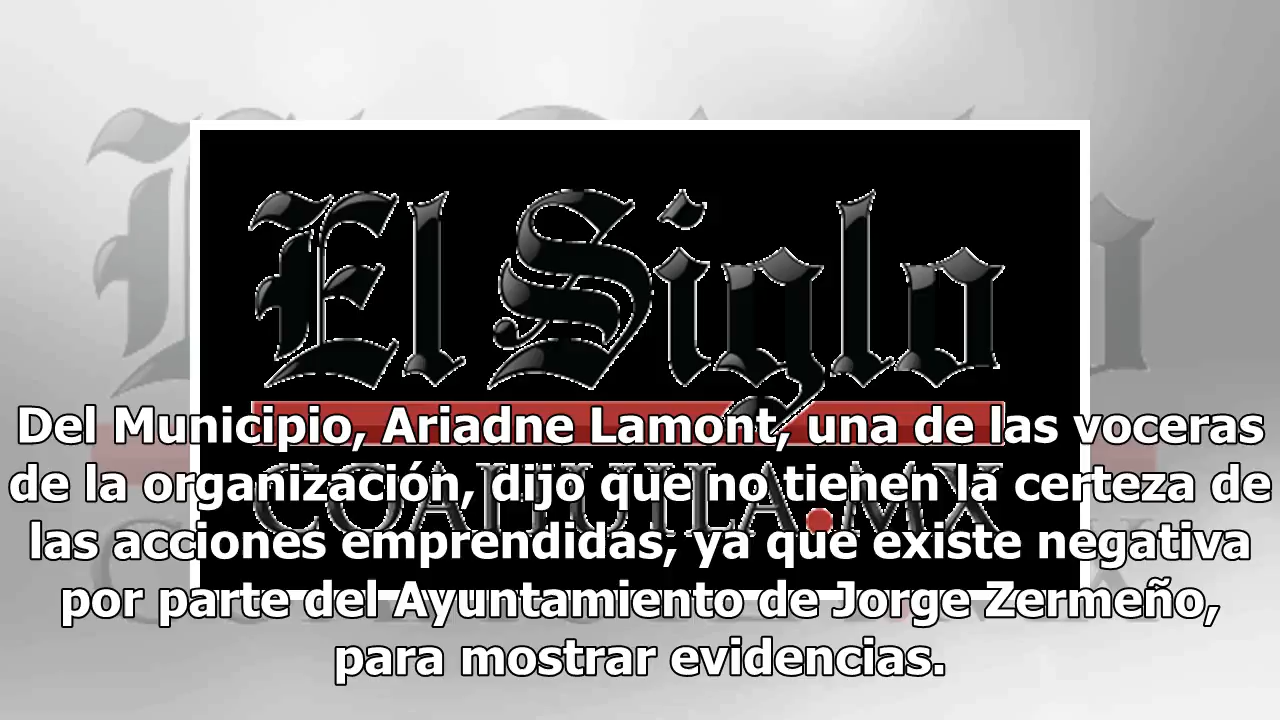 El Siglo
COAHUILA.MX
Del Municipio, Ariadne Lamont, una de las voceras
de la organización, dijo que no tienen la certeza de
las acciones emprendidas, ya que existe negativa
por parte del Ayuntamiento de Jorge Zermeño,
para mostrar evidencias.